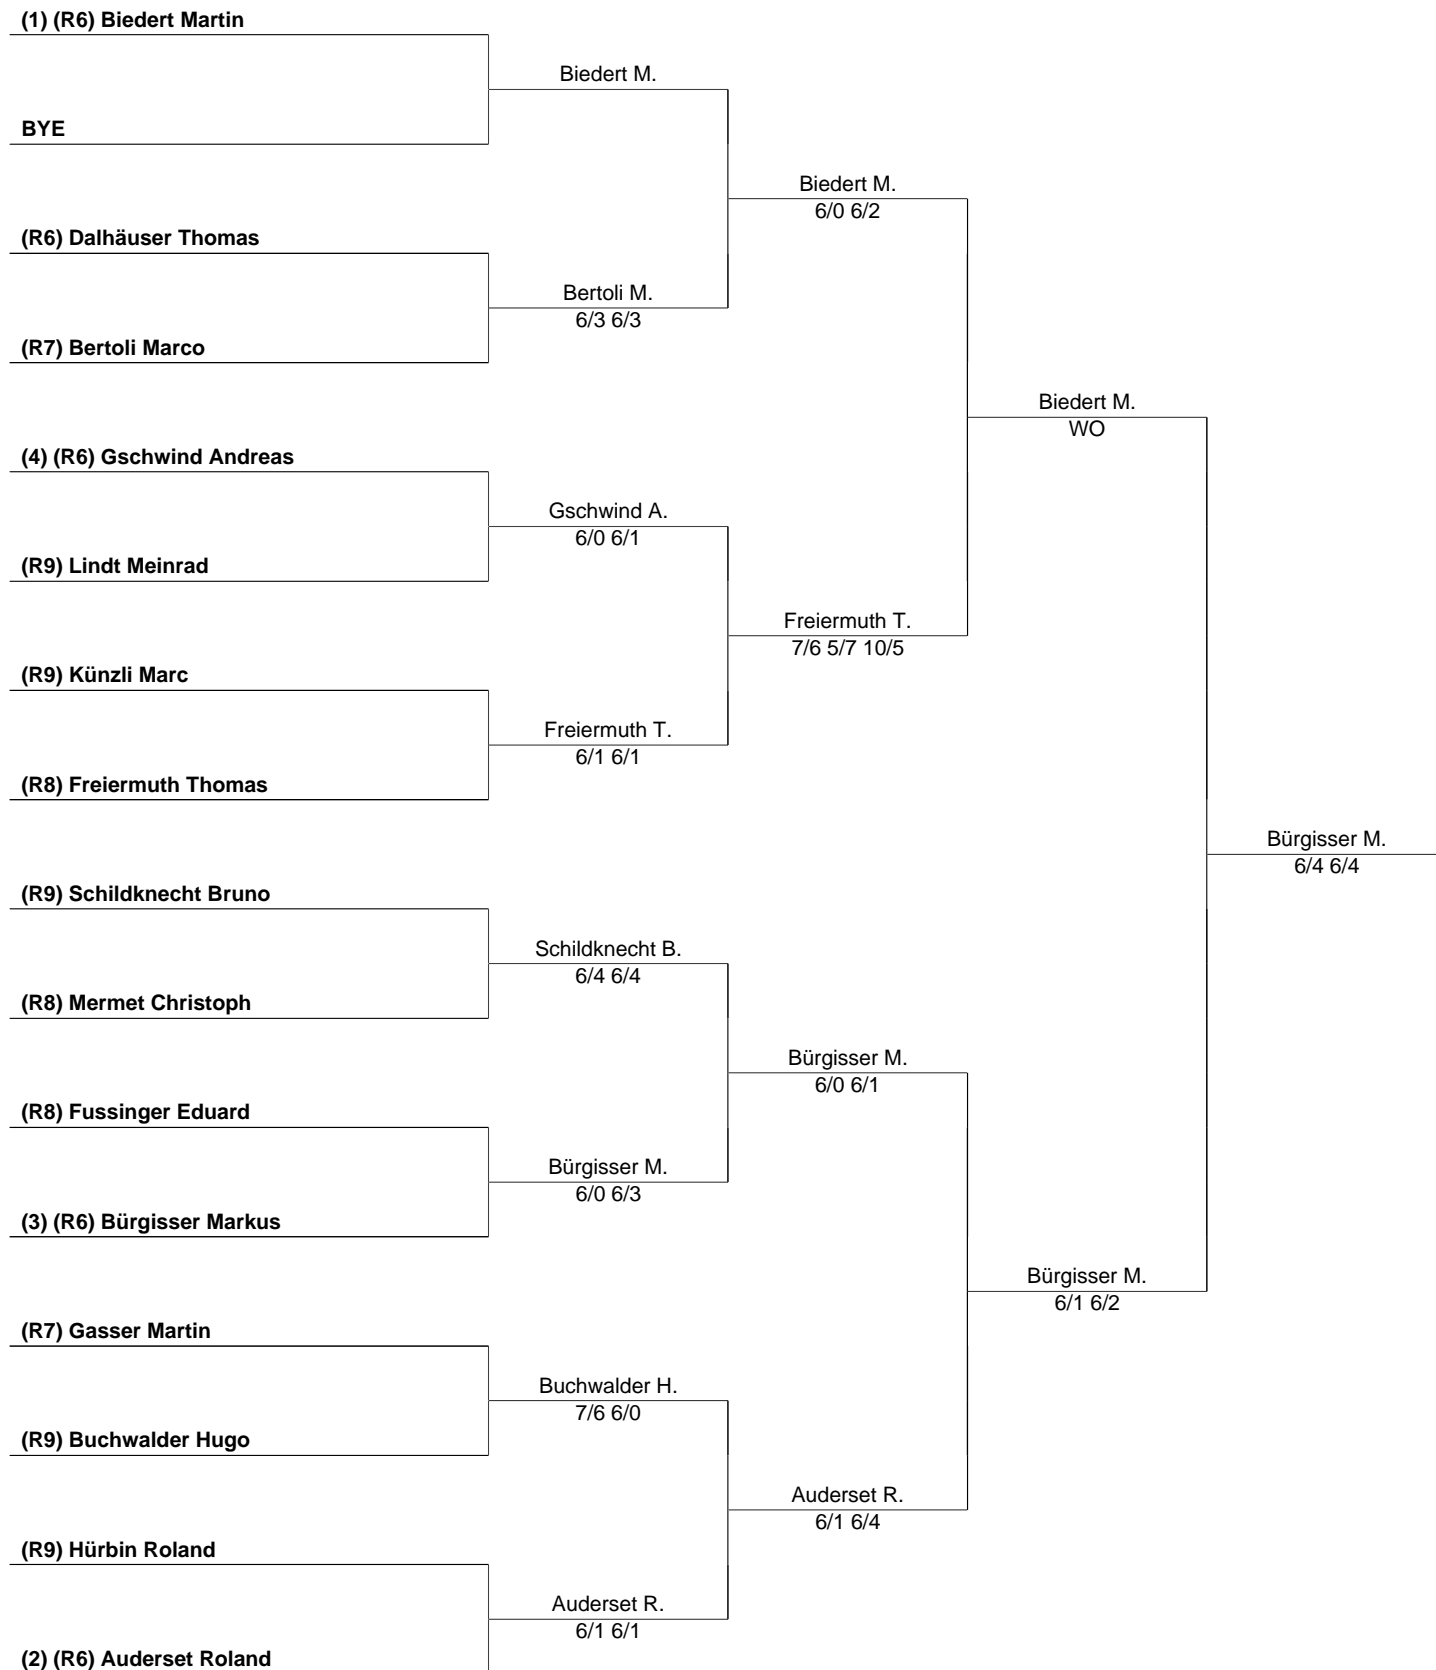 (1) (R6) Biedert Martin
Biedert M.
BYE
Biedert M.
6/0 6/2
(R6) Dalhäuser Thomas
Bertoli M.
6/3 6/3
(R7) Bertoli Marco
Biedert M.
WO
(4) (R6) Gschwind Andreas
Gschwind A.
6/0 6/1
(R9) Lindt Meinrad
Freiermuth T.
7/6 5/7 10/5
(R9) Künzli Marc
Freiermuth T.
6/1 6/1
(R8) Freiermuth Thomas
Bürgisser M.
6/4 6/4
(R9) Schildknecht Bruno
Schildknecht B.
6/4 6/4
(R8) Mermet Christoph
Bürgisser M.
6/0 6/1
(R8) Fussinger Eduard
Bürgisser M.
6/0 6/3
(3) (R6) Bürgisser Markus
Bürgisser M.
6/1 6/2
(R7) Gasser Martin
Buchwalder H.
7/6 6/0
(R9) Buchwalder Hugo
Auderset R.
6/1 6/4
(R9) Hürbin Roland
Auderset R.
6/1 6/1
(2) (R6) Auderset Roland